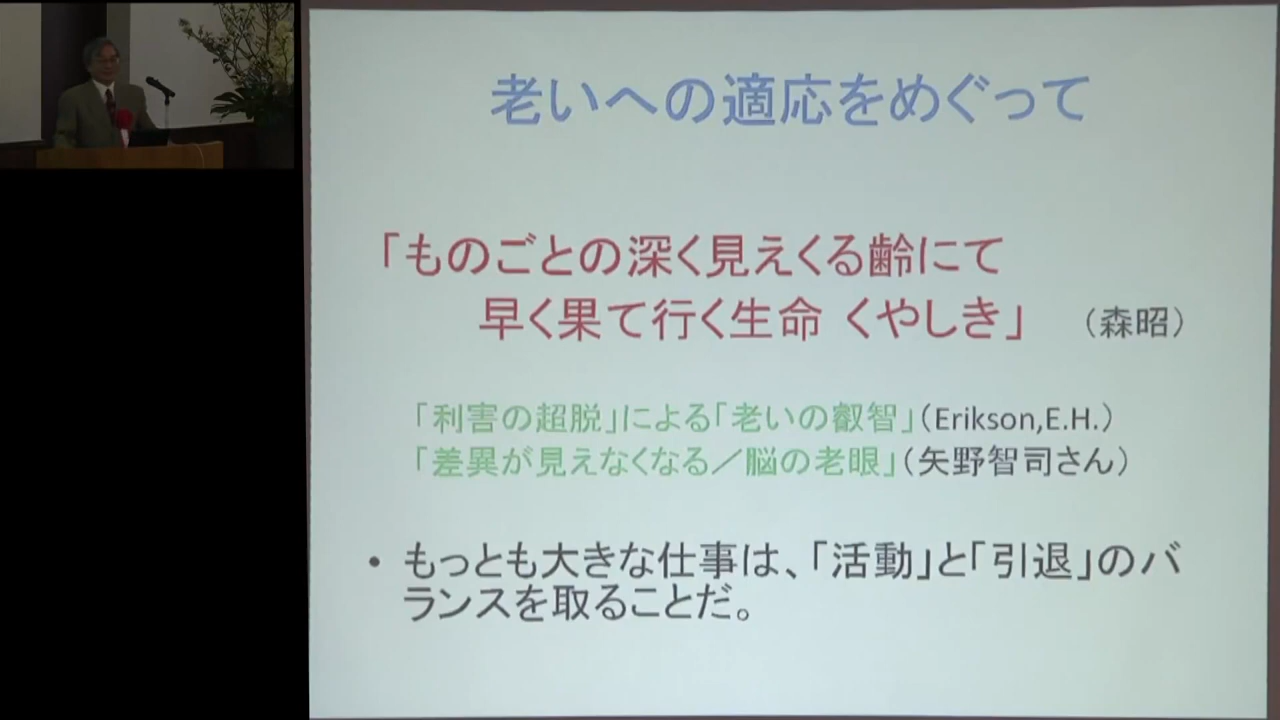 老いへの適応をめぐって
「ものごとの深く見えくる齢にて
早く果て行く生命 くやしき」 （森昭）
「利害の超脱」による「老いの叡智」（Erikson,E.H.）
「差異が見えなくなる／脳の老眼」（矢野智司さん）
• もっとも大きな仕事は、「活動」と「引退」のバ
ランスを取ることだ。